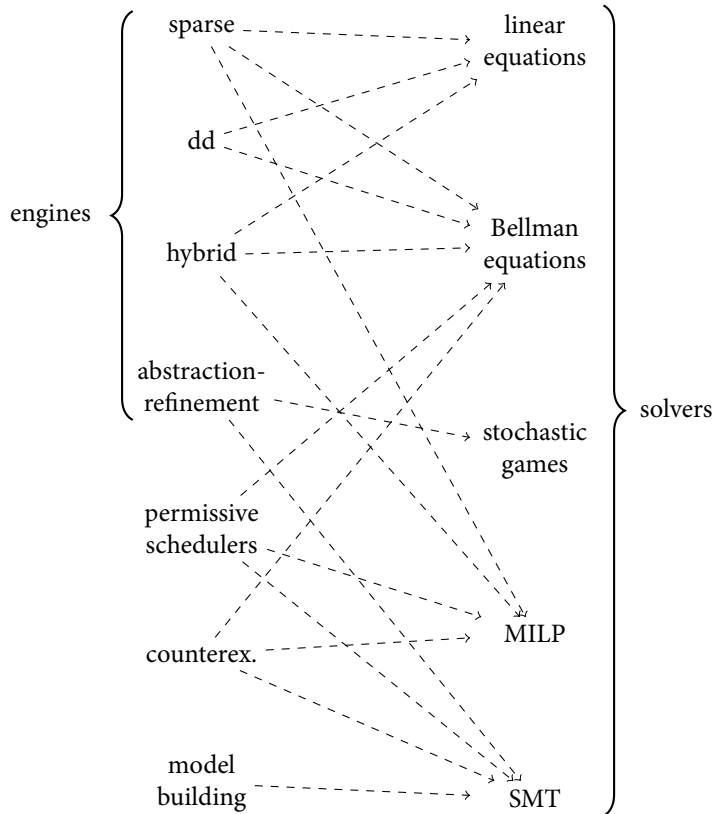 sparse
linear
equations
dd
engines
hybrid
Bellman
equations
abstraction-
refinement
stochastic
games
solvers
permissive
schedulers
MILP
counterex.
model
building
SMT